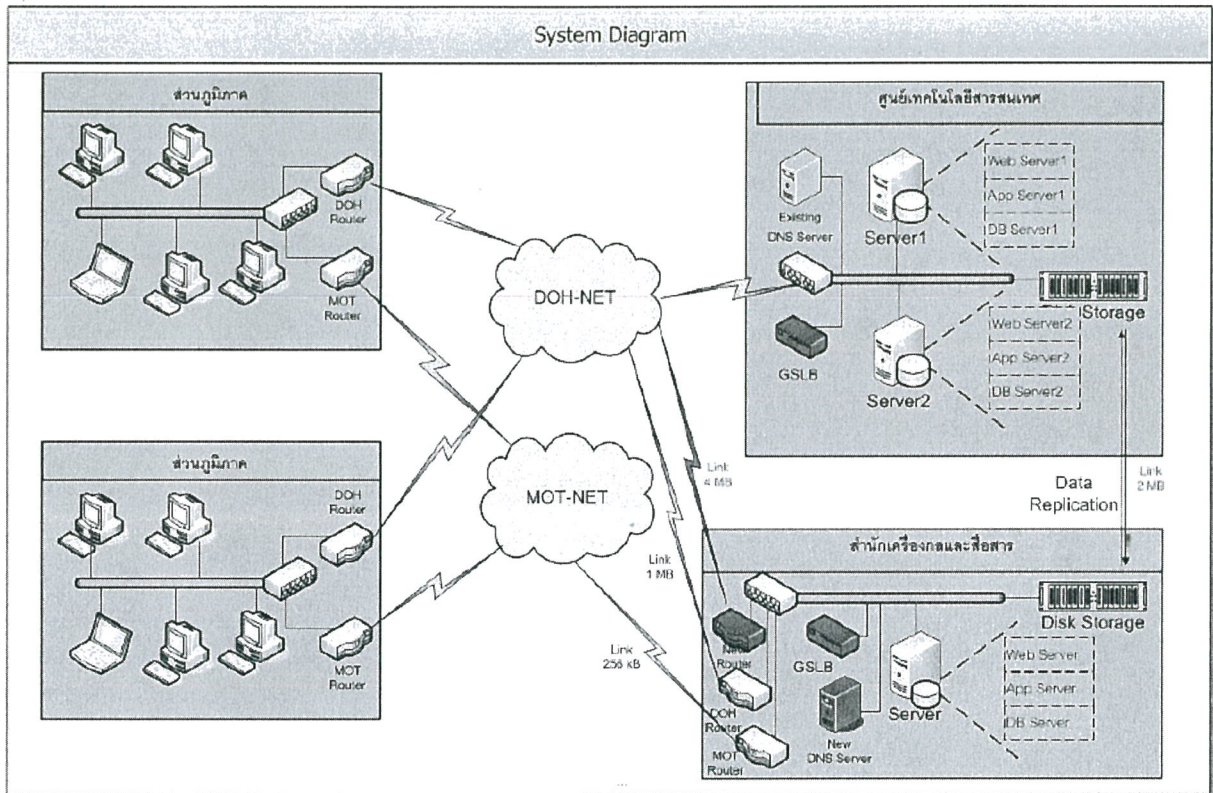 System Diagram
ส่วนภูมิภาค
DOH
Router
MOT
Router
ส่วนภูมิภาค
DOH
Router
MOT
Router
DOH-NET
MOT-NET
Link
4 MB
Link
1 MB
Link
256 kB
ศูนย์เทคโนโลยีสารสนเทศ
Existing
DNS Server
GSLB
Server1
Web Server1
App Server1
DB Server1
Server2
Web Server2
App Server2
DB Server2
Storage
Data
Replication
Link
2 MB
สำนักเครื่องกลและสื่อสาร
Router
DOH
Router
MOT
Router
GSLB
New
DNS Server
Server
Web Server
App Server
DB Server
Disk Storage